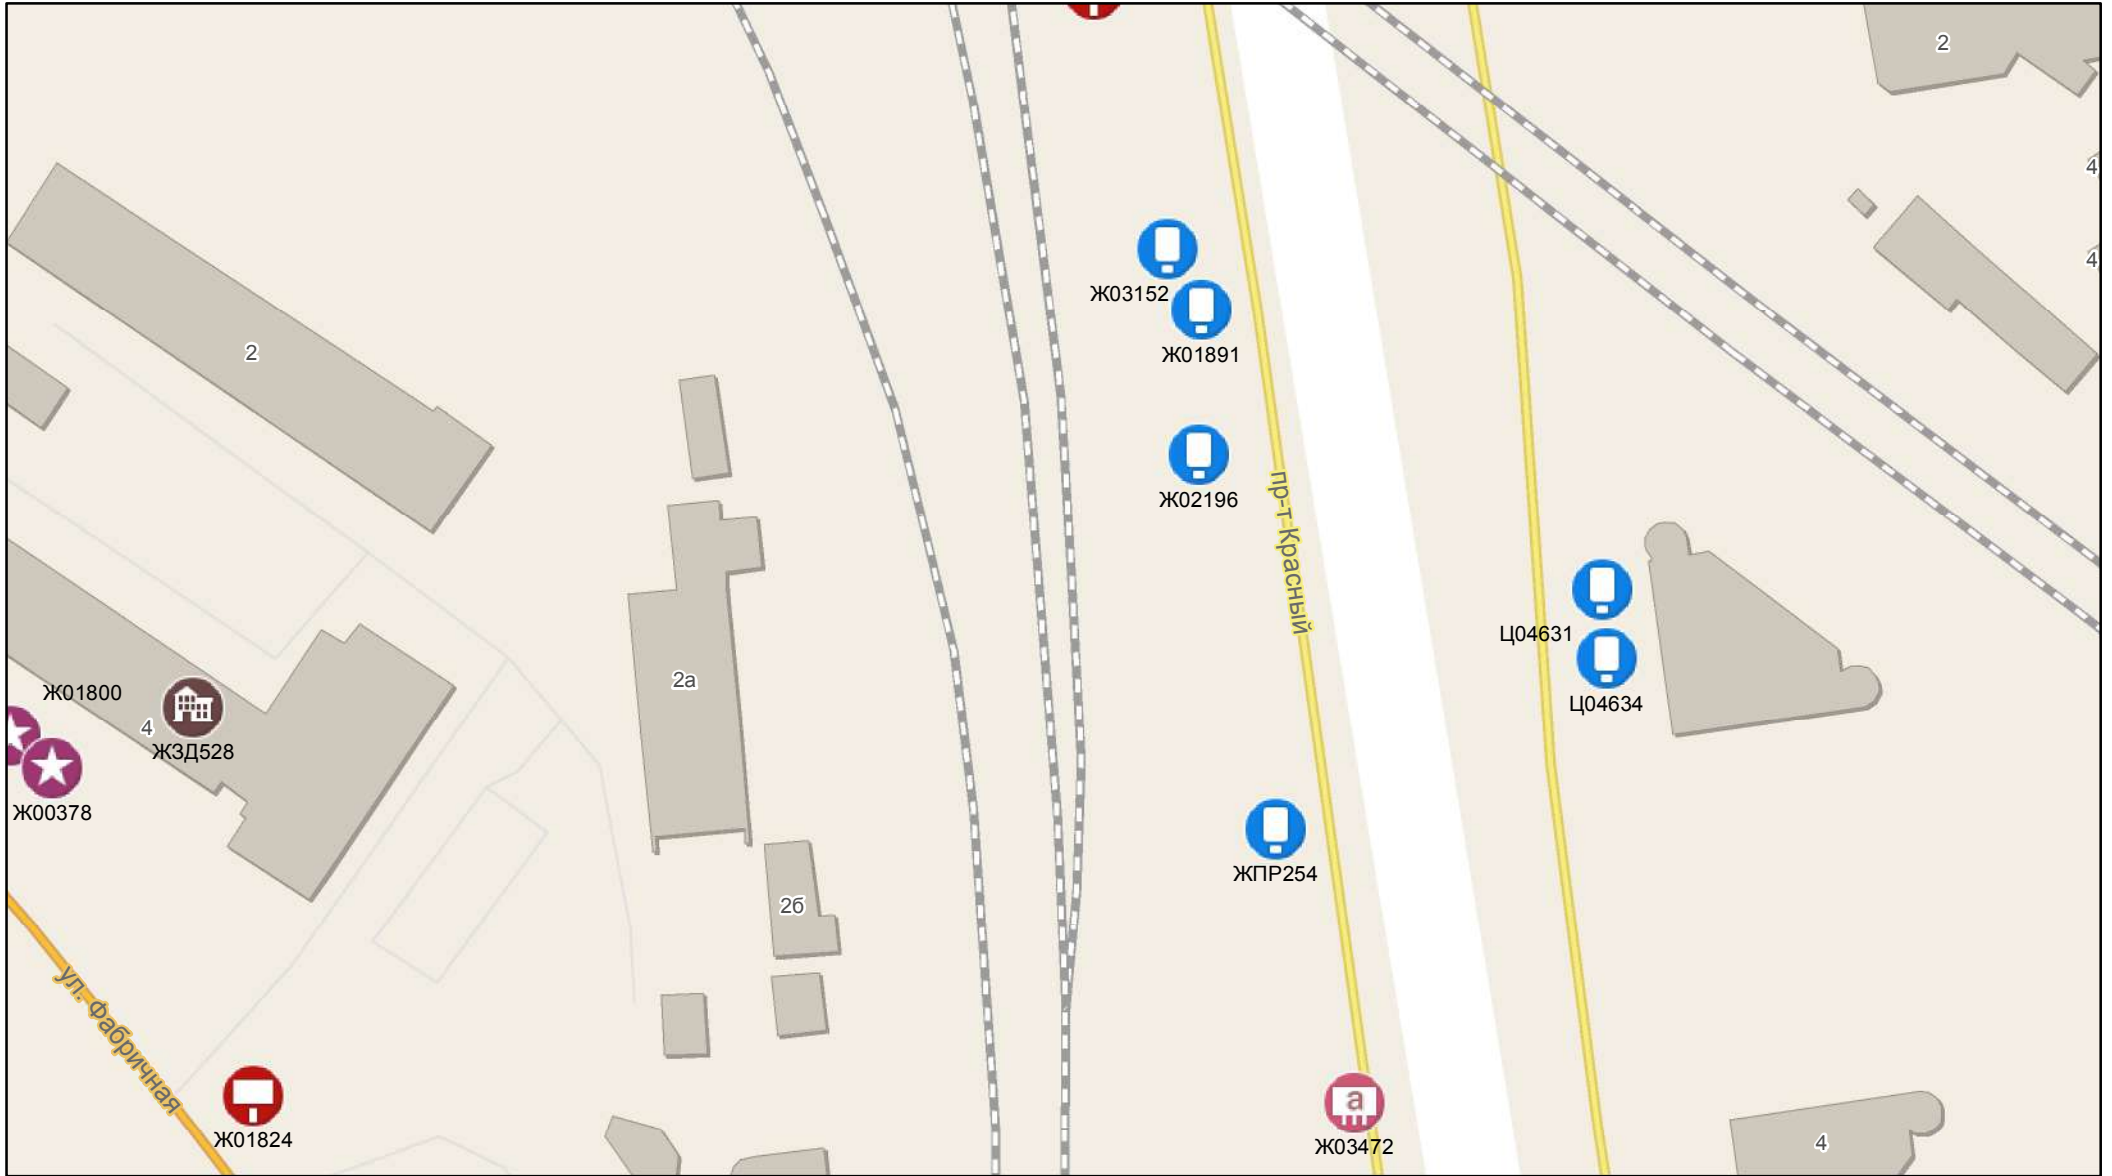 2
4
4
Ж03152
Ж01891
2
Ж02196
пр-т Красный
Ц04631
Ц04634
2а
Ж01800
4
ЖЗД528
Ж00378
ЖПР254
2б
ул. Фабричная
а
Ж01824
Ж03472
4